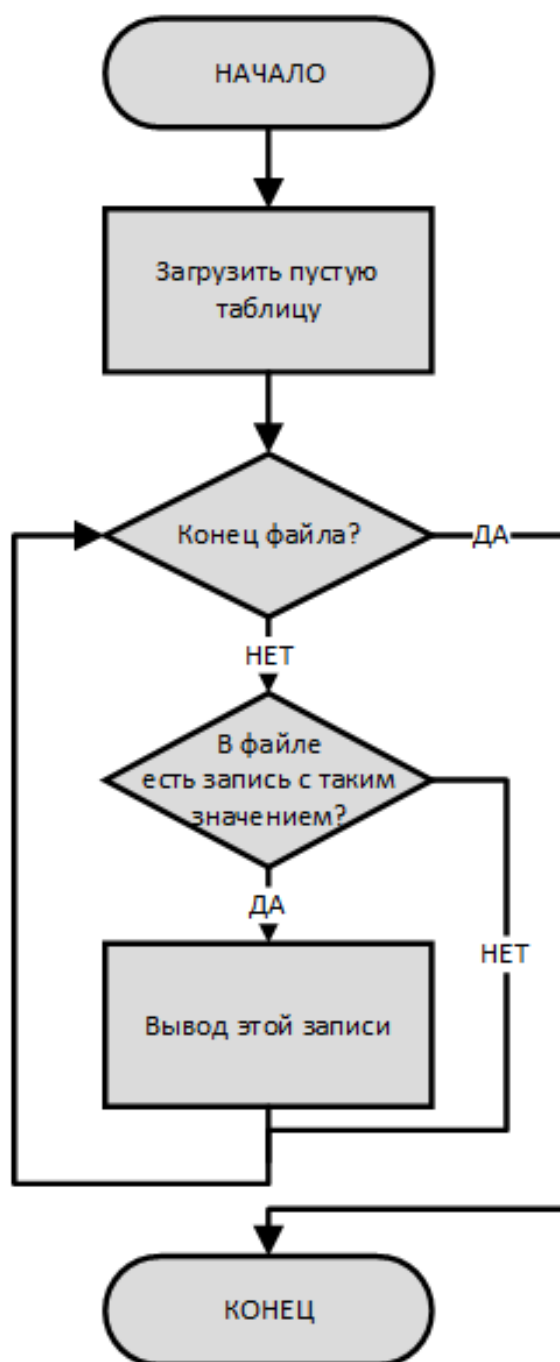 НАЧАЛО
Загрузить пустую
таблицу
Конец файла?
ДА
НЕТ
В файле
есть запись с таким
значением?
ДА
НЕТ
Вывод этой записи
КОНЕЦ